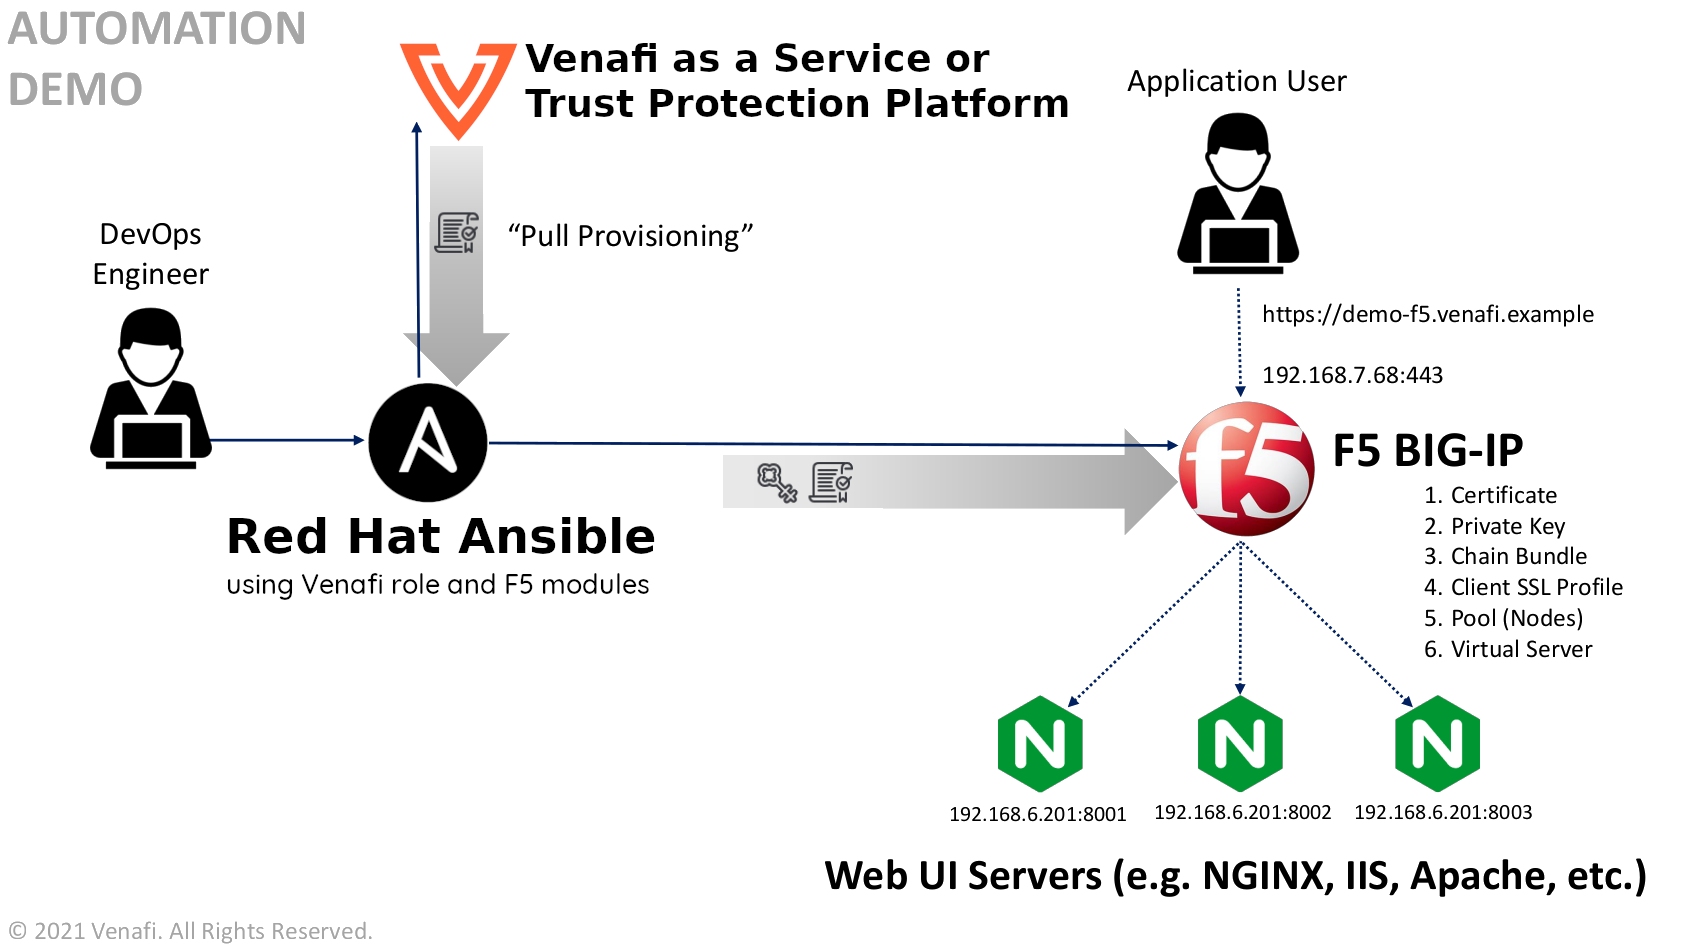 AUTOMATION
DEMO
Venafi as a Service or
Trust Protection Platform
Application User
DevOps
Engineer
“Pull Provisioning”
https://demo-f5.venafi.example
192.168.7.68:443
f5
F5 BIG-IP
1. Certificate
2. Private Key
3. Chain Bundle
4. Client SSL Profile
5. Pool (Nodes)
6. Virtual Server
Red Hat Ansible
using Venafi role and F5 modules
N
N
N
192.168.6.201:8001
192.168.6.201:8002
192.168.6.201:8003
Web UI Servers (e.g. NGINX, IIS, Apache, etc.)
© 2021 Venafi. All Rights Reserved.